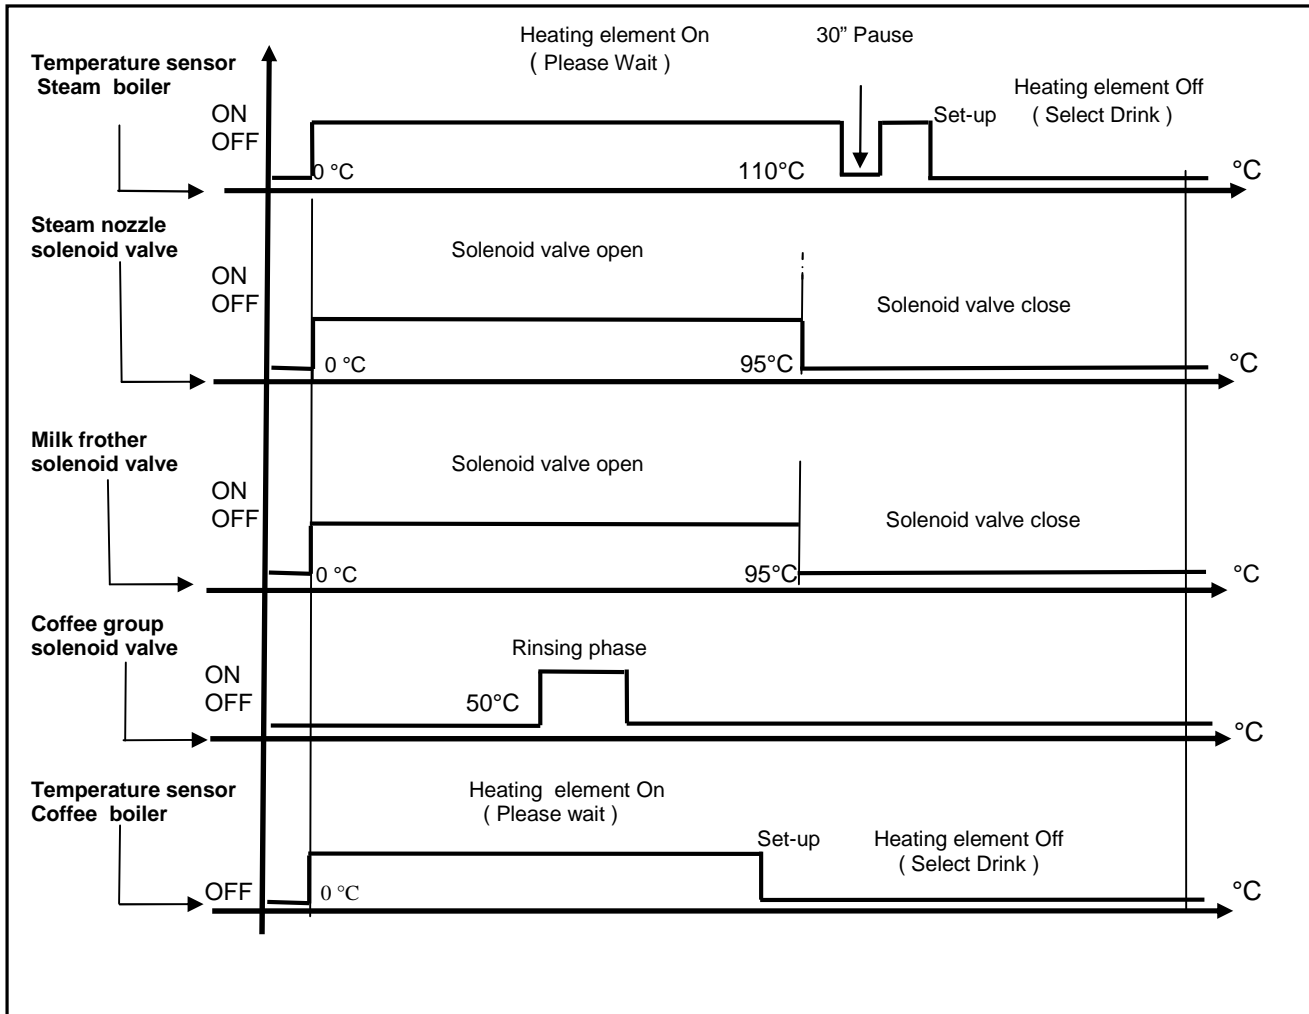 Heating element On
( Please Wait )
30” Pause
Temperature sensor
Steam boiler
ON
OFF
Heating element Off
Set-up ( Select Drink )
0 °C
110°C
°C
Steam nozzle
solenoid valve
Solenoid valve open
ON
OFF
Solenoid valve close
0 °C
95°C
°C
Milk frother
solenoid valve
Solenoid valve open
ON
OFF
Solenoid valve close
0 °C
95°C
°C
Coffee group
solenoid valve
Rinsing phase
ON
OFF
50°C
°C
Temperature sensor
Coffee boiler
Heating element On
( Please wait )
Set-up
Heating element Off
( Select Drink )
OFF
0 °C
°C